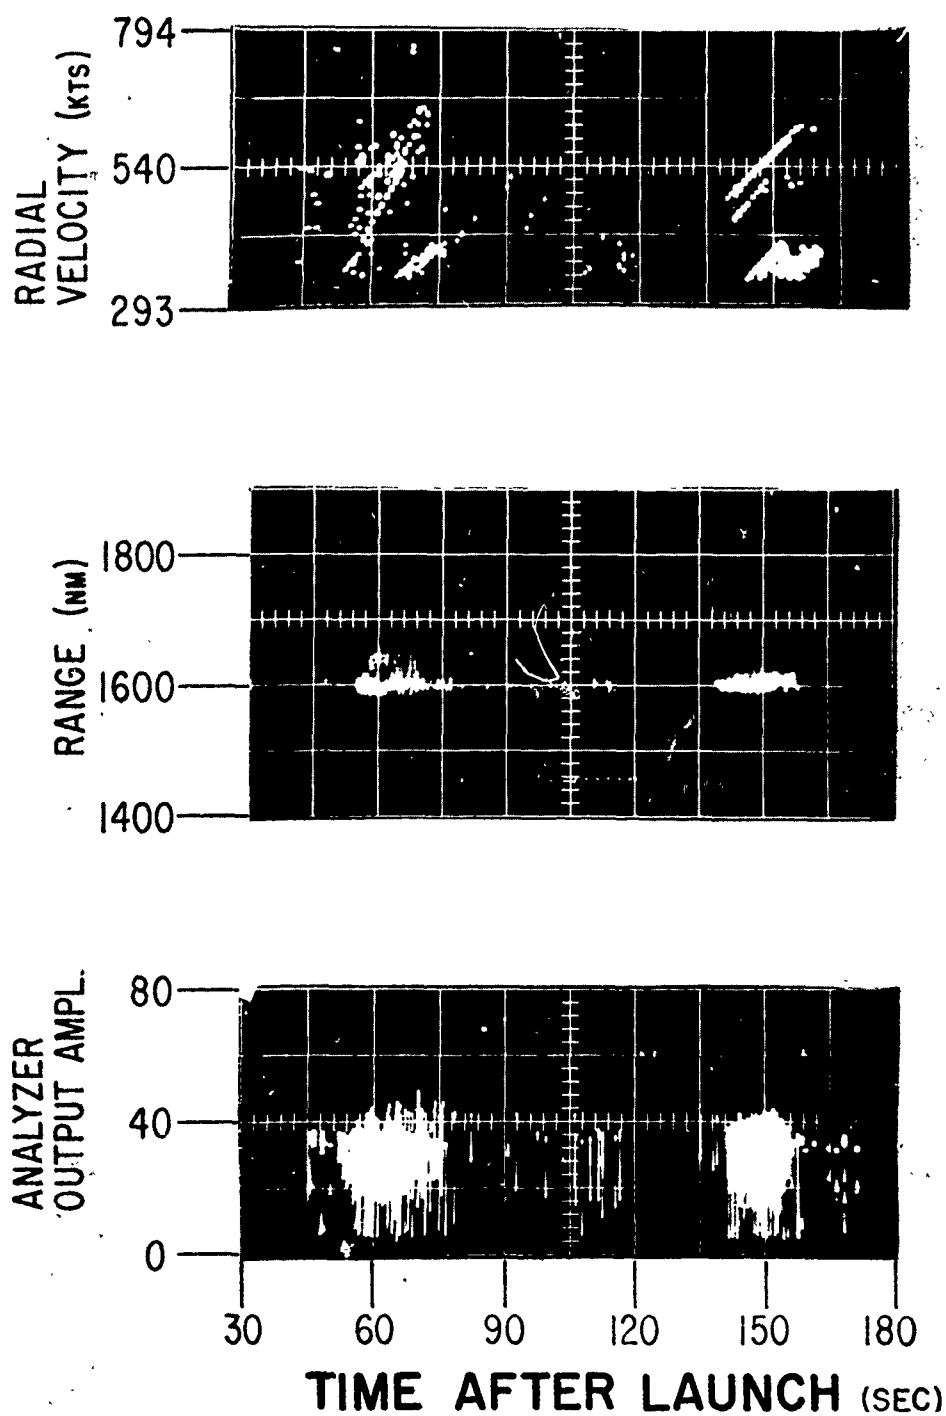 794
540
293
RADIAL
VELOCITY (KTS)
1800
1600
1400
RANGE (NM)
80
40
0
ANALYZER
OUTPUT AMPL.
30 60 90 120 150 180
TIME AFTER LAUNCH (SEC)